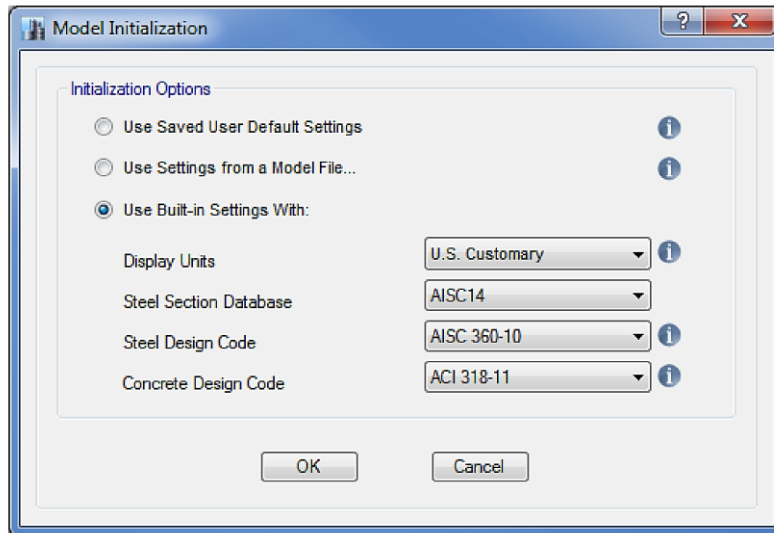 Model Initialization
?
Initialization Options
Use Saved User Default Settings
Use Settings from a Model File...
Use Built-in Settings With:
Display Units U.S. Customary
Steel Section Database AISC14
Steel Design Code AISC 360-10
Concrete Design Code ACI 318-11
OK Cancel